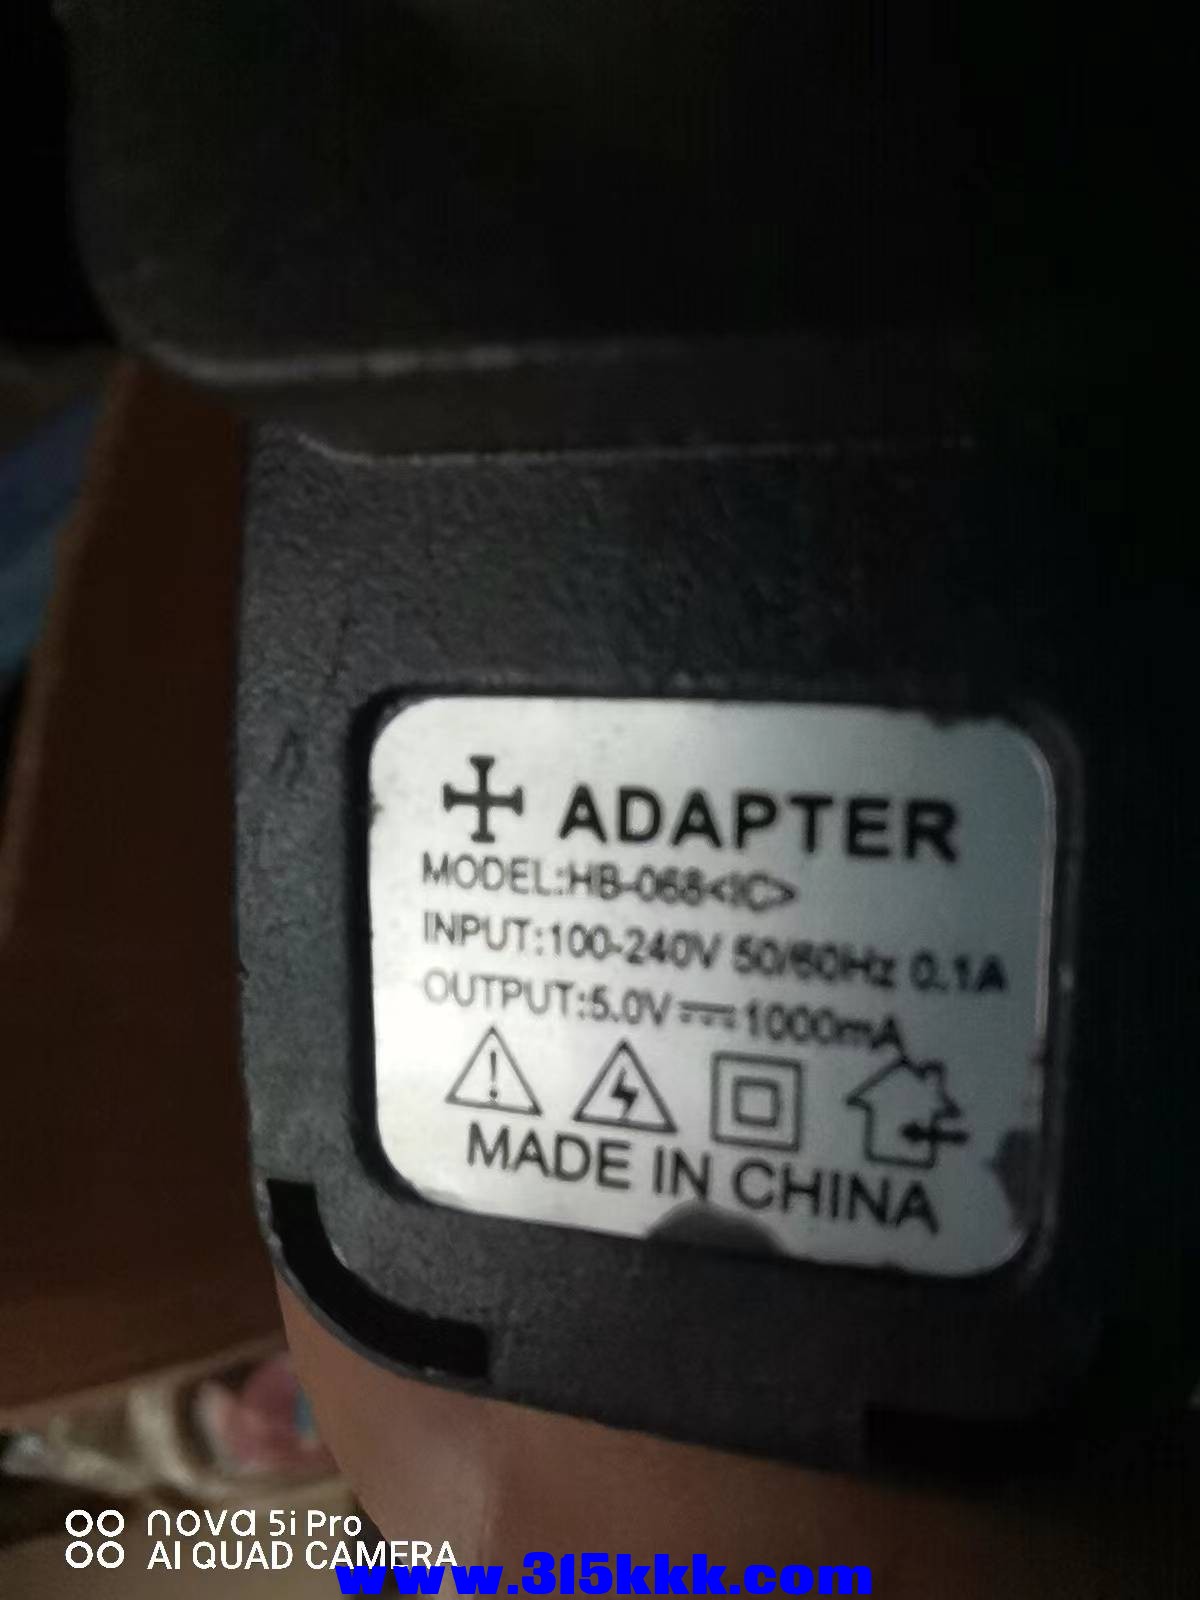 ADAPTER
MODEL:HB-068<IC>
INPUT:100-240V 50/60Hz 0.1A
OUTPUT:5.0V⎓1000mA
MADE IN CHINA
nova 5i Pro
AI QUAD CAMERA
www.315kkk.com